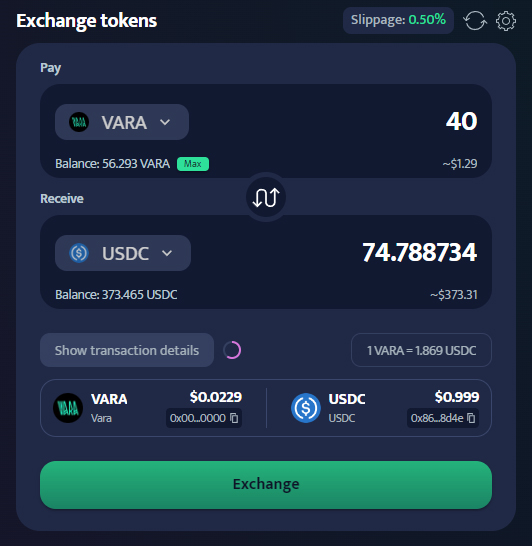 Exchange tokens
Slippage: 0.50%
Pay
VARA
40
Balance: 56.293 VARA Max
~$1.29
Receive
USDC
74.788734
Balance: 373.465 USDC
~$373.31
Show transaction details
1 VARA = 1.869 USDC
VARA
$0.0229
USDC
$0.999
Vara
0x00...0000
USDC
0x86...8d4e
Exchange